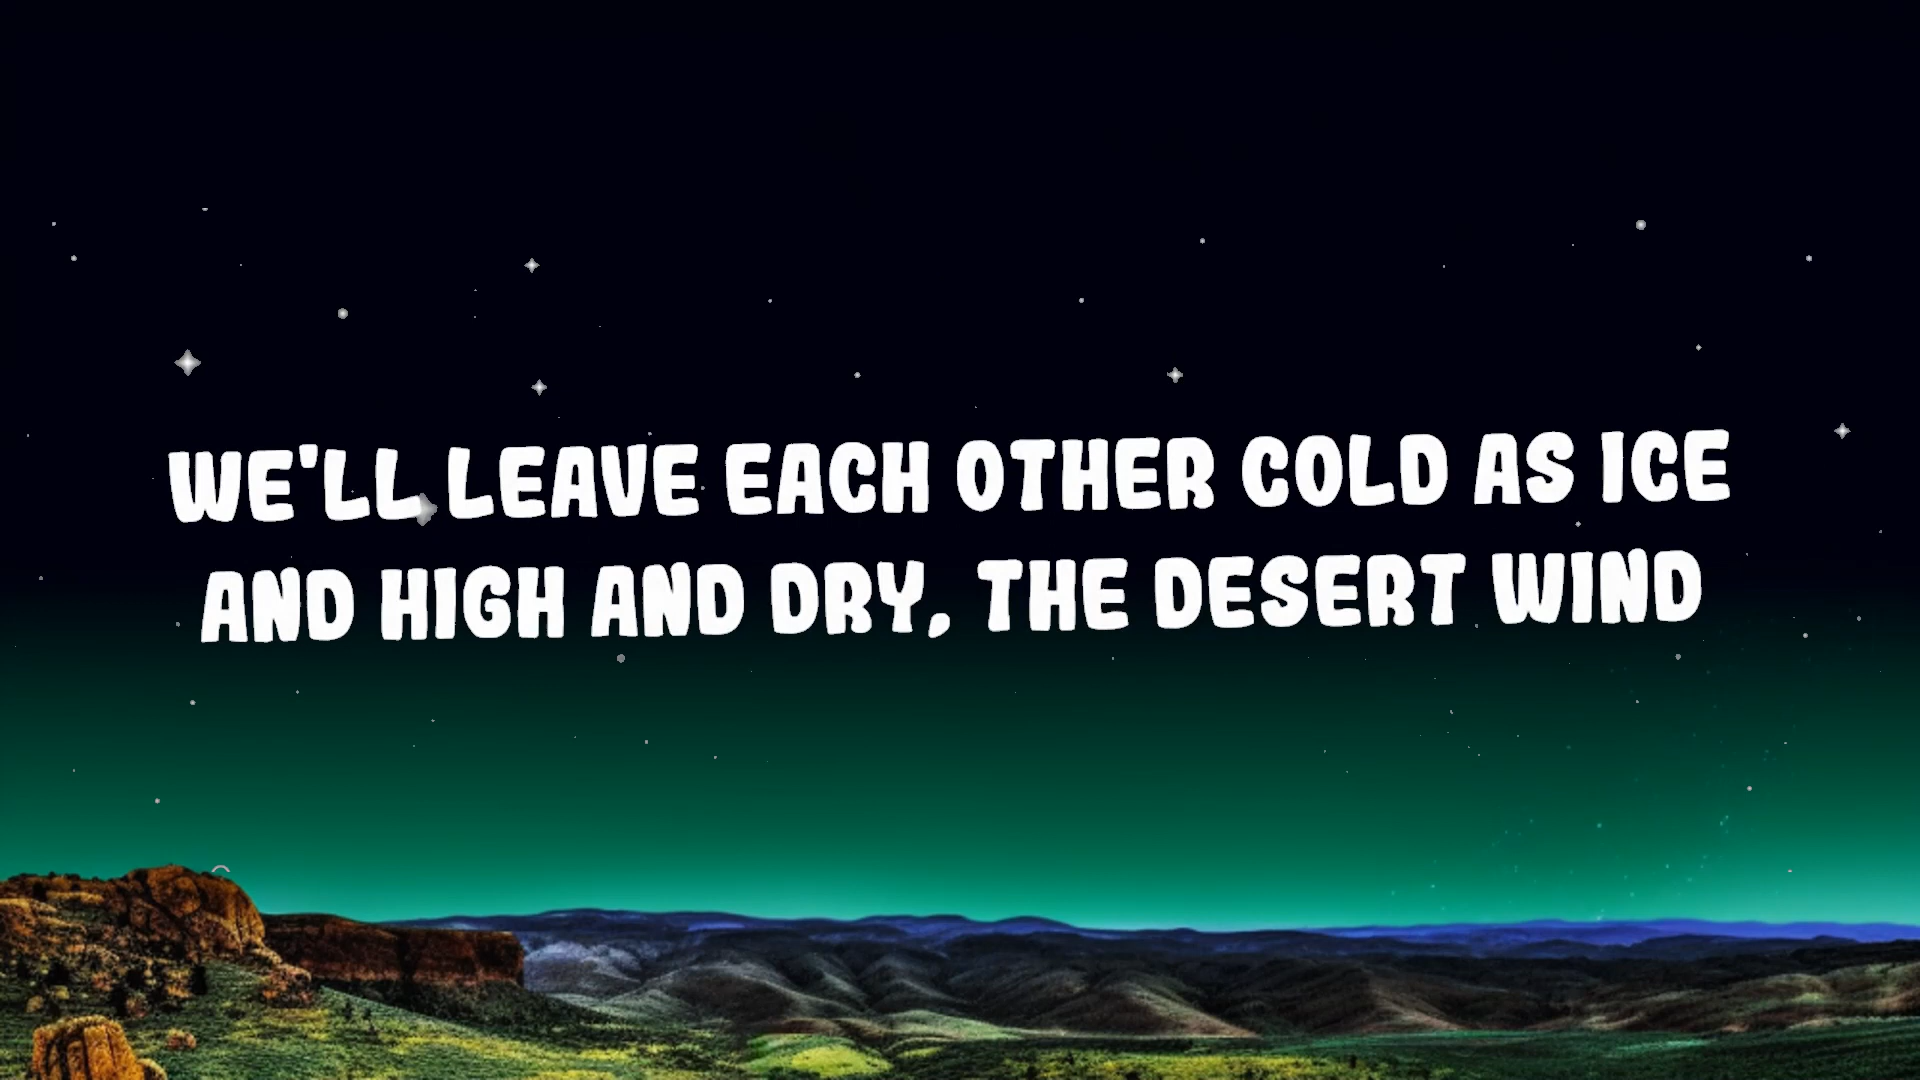 WE'LL LEAVE EACH OTHER COLD AS ICE
AND HIGH AND DRY, THE DESERT WIND